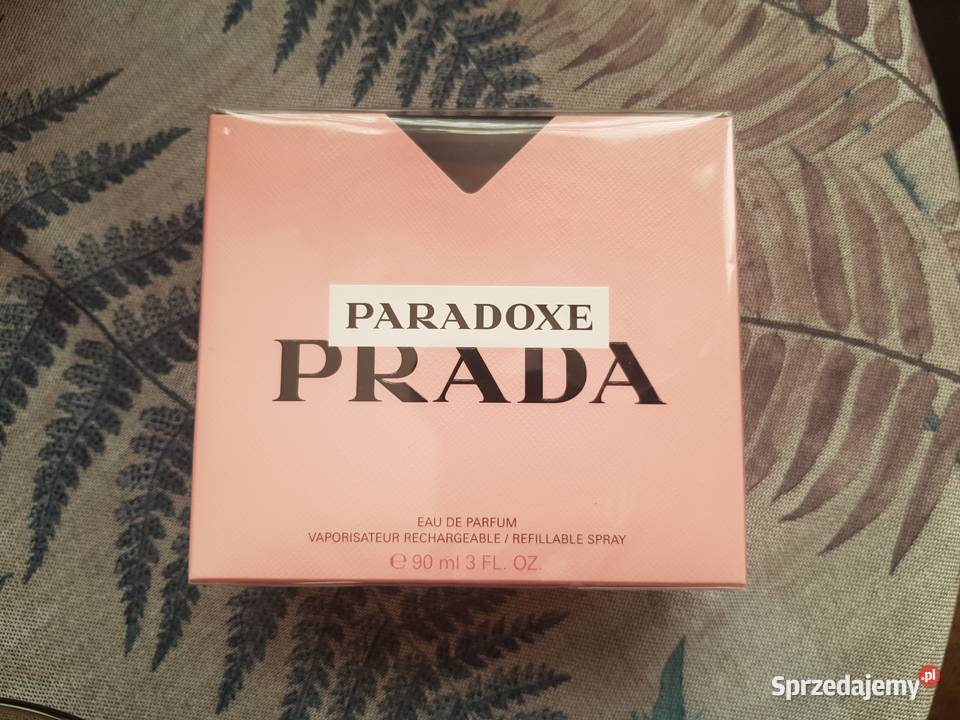 PARADOXE
PRADA
EAU DE PARFUM
VAPORISATEUR RECHARGEABLE / REFILLABLE SPRAY
℮ 90 ml 3 FL. OZ.
Sprzedajemy.pl